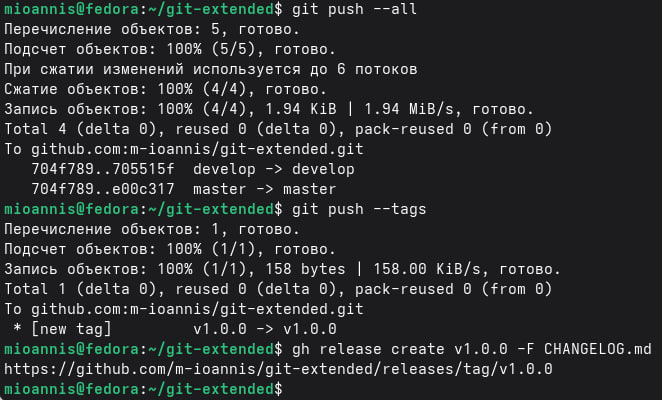 mioannis@fedora:~/git-extended$ git push --all
Перечисление объектов: 5, готово.
Подсчет объектов: 100% (5/5), готово.
При сжатии изменений используется до 6 потоков
Сжатие объектов: 100% (4/4), готово.
Запись объектов: 100% (4/4), 1.94 KiB | 1.94 MiB/s, готово.
Total 4 (delta 0), reused 0 (delta 0), pack-reused 0 (from 0)
To github.com:m-ioannis/git-extended.git
   704f789..705515f  develop -> develop
   704f789..e00c317  master -> master
mioannis@fedora:~/git-extended$ git push --tags
Перечисление объектов: 1, готово.
Подсчет объектов: 100% (1/1), готово.
Запись объектов: 100% (1/1), 158 bytes | 158.00 KiB/s, готово.
Total 1 (delta 0), reused 0 (delta 0), pack-reused 0 (from 0)
To github.com:m-ioannis/git-extended.git
 * [new tag]         v1.0.0 -> v1.0.0
mioannis@fedora:~/git-extended$ gh release create v1.0.0 -F CHANGELOG.md
https://github.com/m-ioannis/git-extended/releases/tag/v1.0.0
mioannis@fedora:~/git-extended$